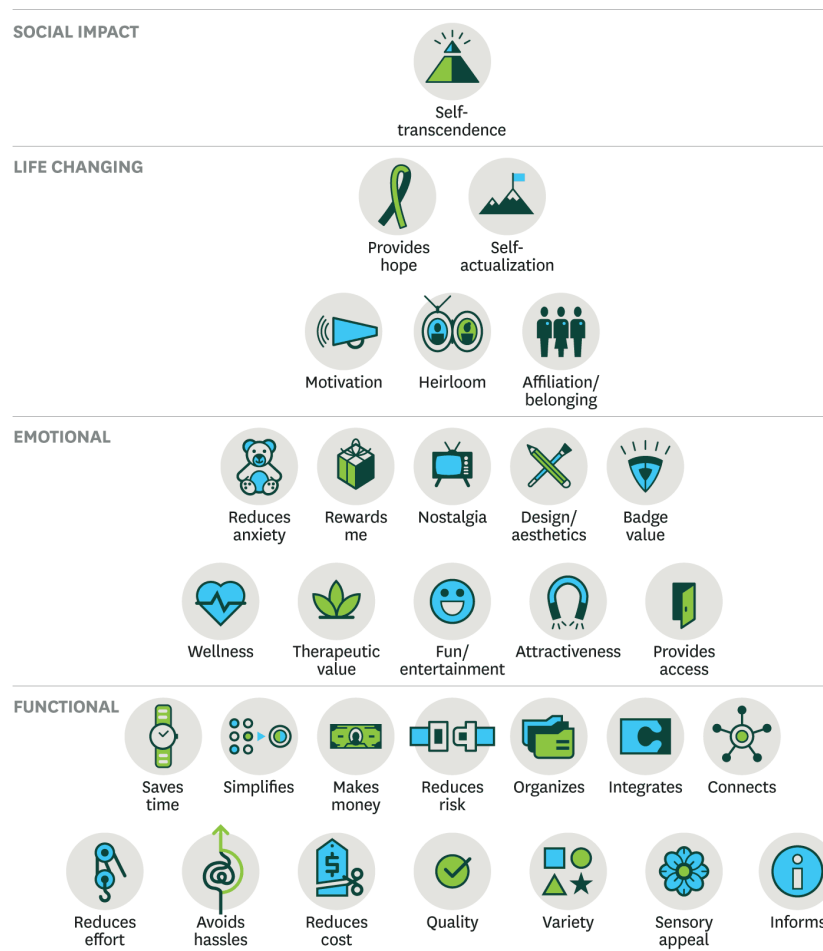 SOCIAL IMPACT
Self-
transcendence
LIFE CHANGING
Provides
hope
Self-
actualization
Motivation
Heirloom
Affiliation/
belonging
EMOTIONAL
Reduces
anxiety
Rewards
me
Nostalgia
Design/
aesthetics
Badge
value
Wellness
Therapeutic
value
Fun/
entertainment
Attractiveness
Provides
access
FUNCTIONAL
Saves
time
Simplifies
Makes
money
Reduces
risk
Organizes
Integrates
Connects
$
Reduces
effort
Avoids
hassles
Reduces
cost
Quality
Variety
Sensory
appeal
Informs